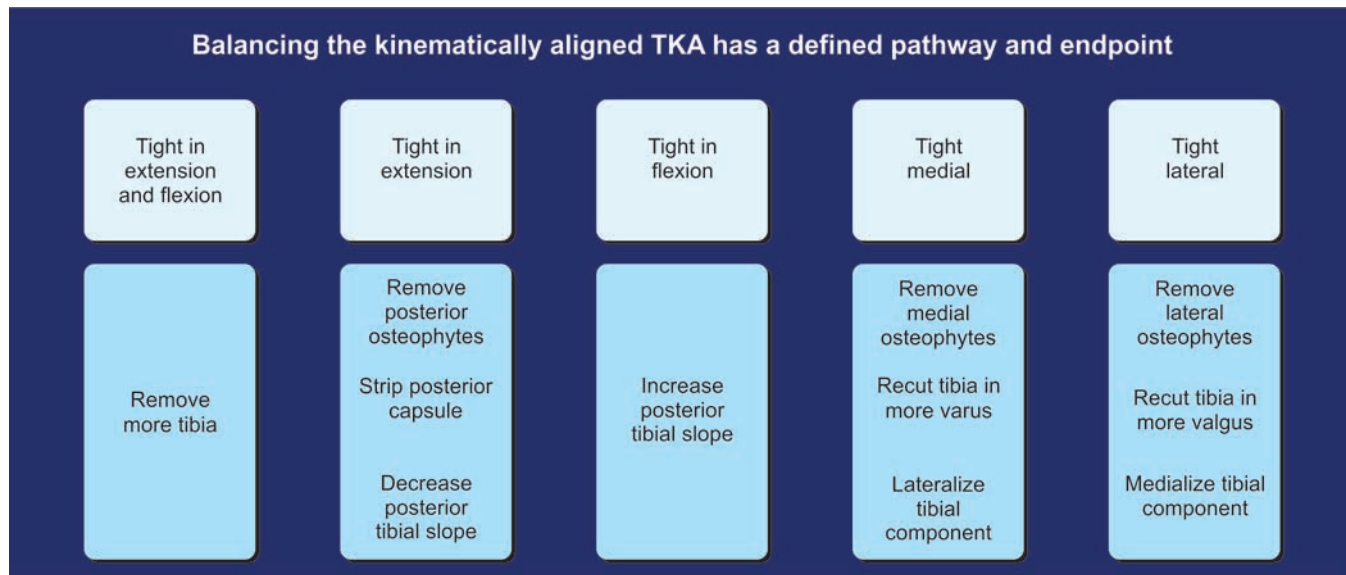 Balancing the kinematically aligned TKA has a defined pathway and endpoint
Tight in
extension
and flexion
Tight in
extension
Tight in
flexion
Tight
medial
Tight
lateral
Remove
more tibia
Remove
posterior
osteophytes
Strip posterior
capsule
Decrease
posterior
tibial slope
Increase
posterior
tibial slope
Remove
medial
osteophytes
Recut tibia in
more varus
Lateralize
tibial
component
Remove
lateral
osteophytes
Recut tibia in
more valgus
Medialize tibial
component